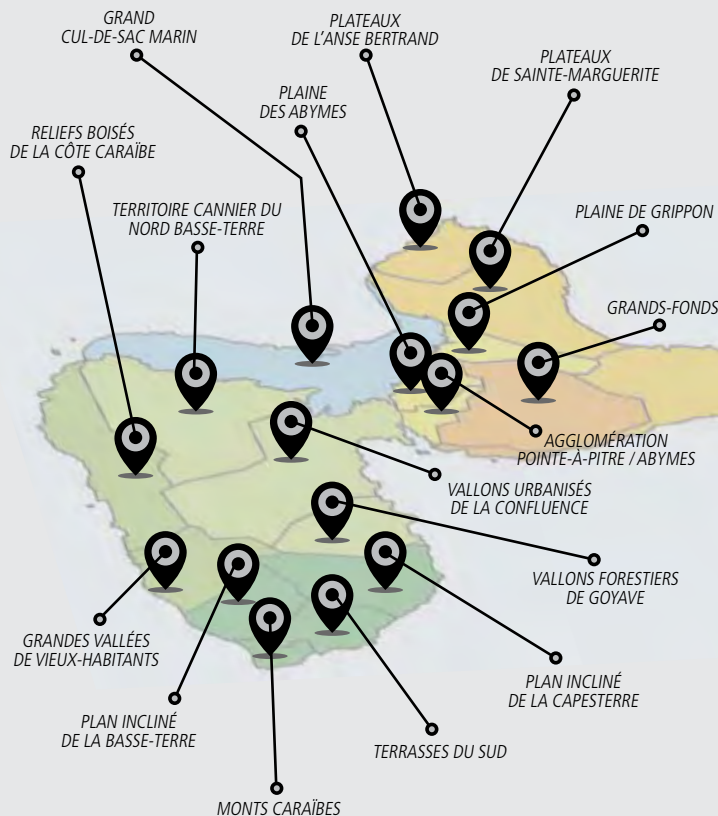 GRAND
CUL-DE-SAC MARIN
PLATEAUX
DE L'ANSE BERTRAND
PLATEAUX
DE SAINTE-MARGUERITE
PLAINE
DES ABYMES
RELIEFS BOISÉS
DE LA CÔTE CARAÏBE
TERRITOIRE CANNIER DU
NORD BASSE-TERRE
PLAINE DE GRIPPON
GRANDS-FONDS
AGGLOMÉRATION
POINTE-À-PITRE / ABYMES
VALLONS URBANISÉS
DE LA CONFLUENCE
VALLONS FORESTIERS
DE GOYAVE
GRANDES VALLÉES
DE VIEUX-HABITANTS
PLAN INCLINÉ
DE LA CAPESTERRE
PLAN INCLINÉ
DE LA BASSE-TERRE
TERRASSES DU SUD
MONTS CARAÏBES